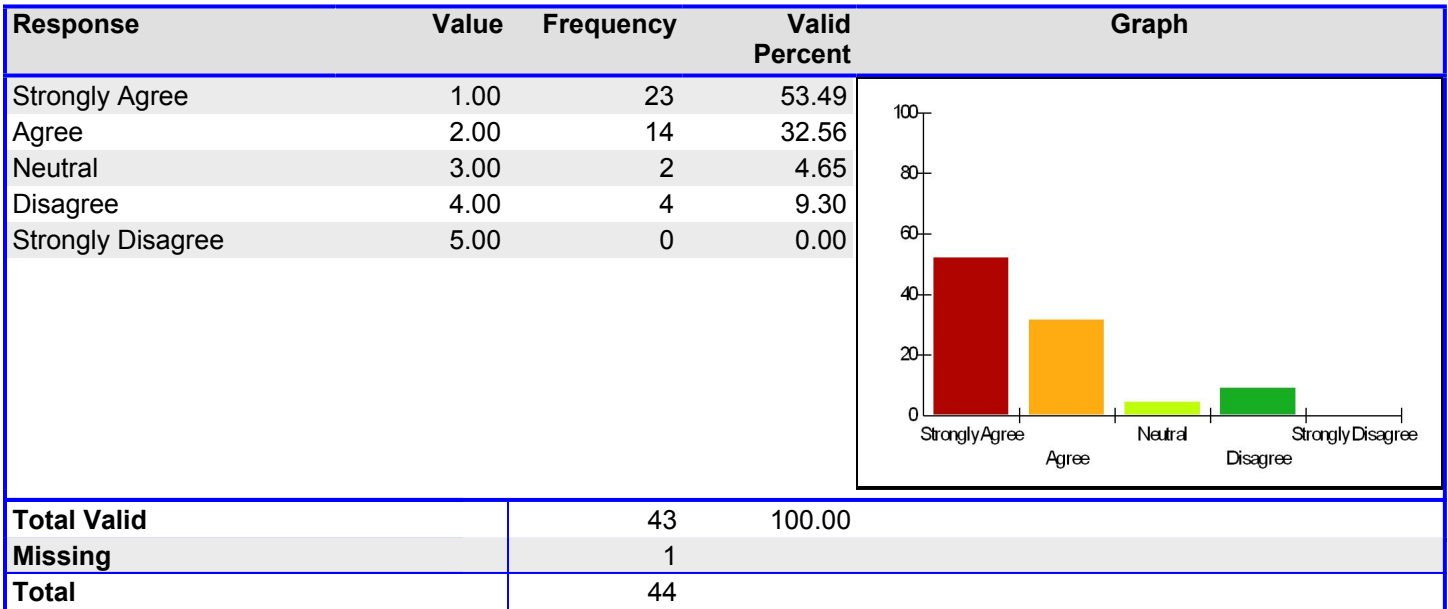 Response Value Frequency Valid Percent Graph
Strongly Agree 1.00 23 53.49
Agree 2.00 14 32.56
Neutral 3.00 2 4.65
Disagree 4.00 4 9.30
Strongly Disagree 5.00 0 0.00
100
80
60
40
20
0
Strongly Agree Neutral Strongly Disagree
Agree Disagree
Total Valid 43 100.00
Missing 1
Total 44